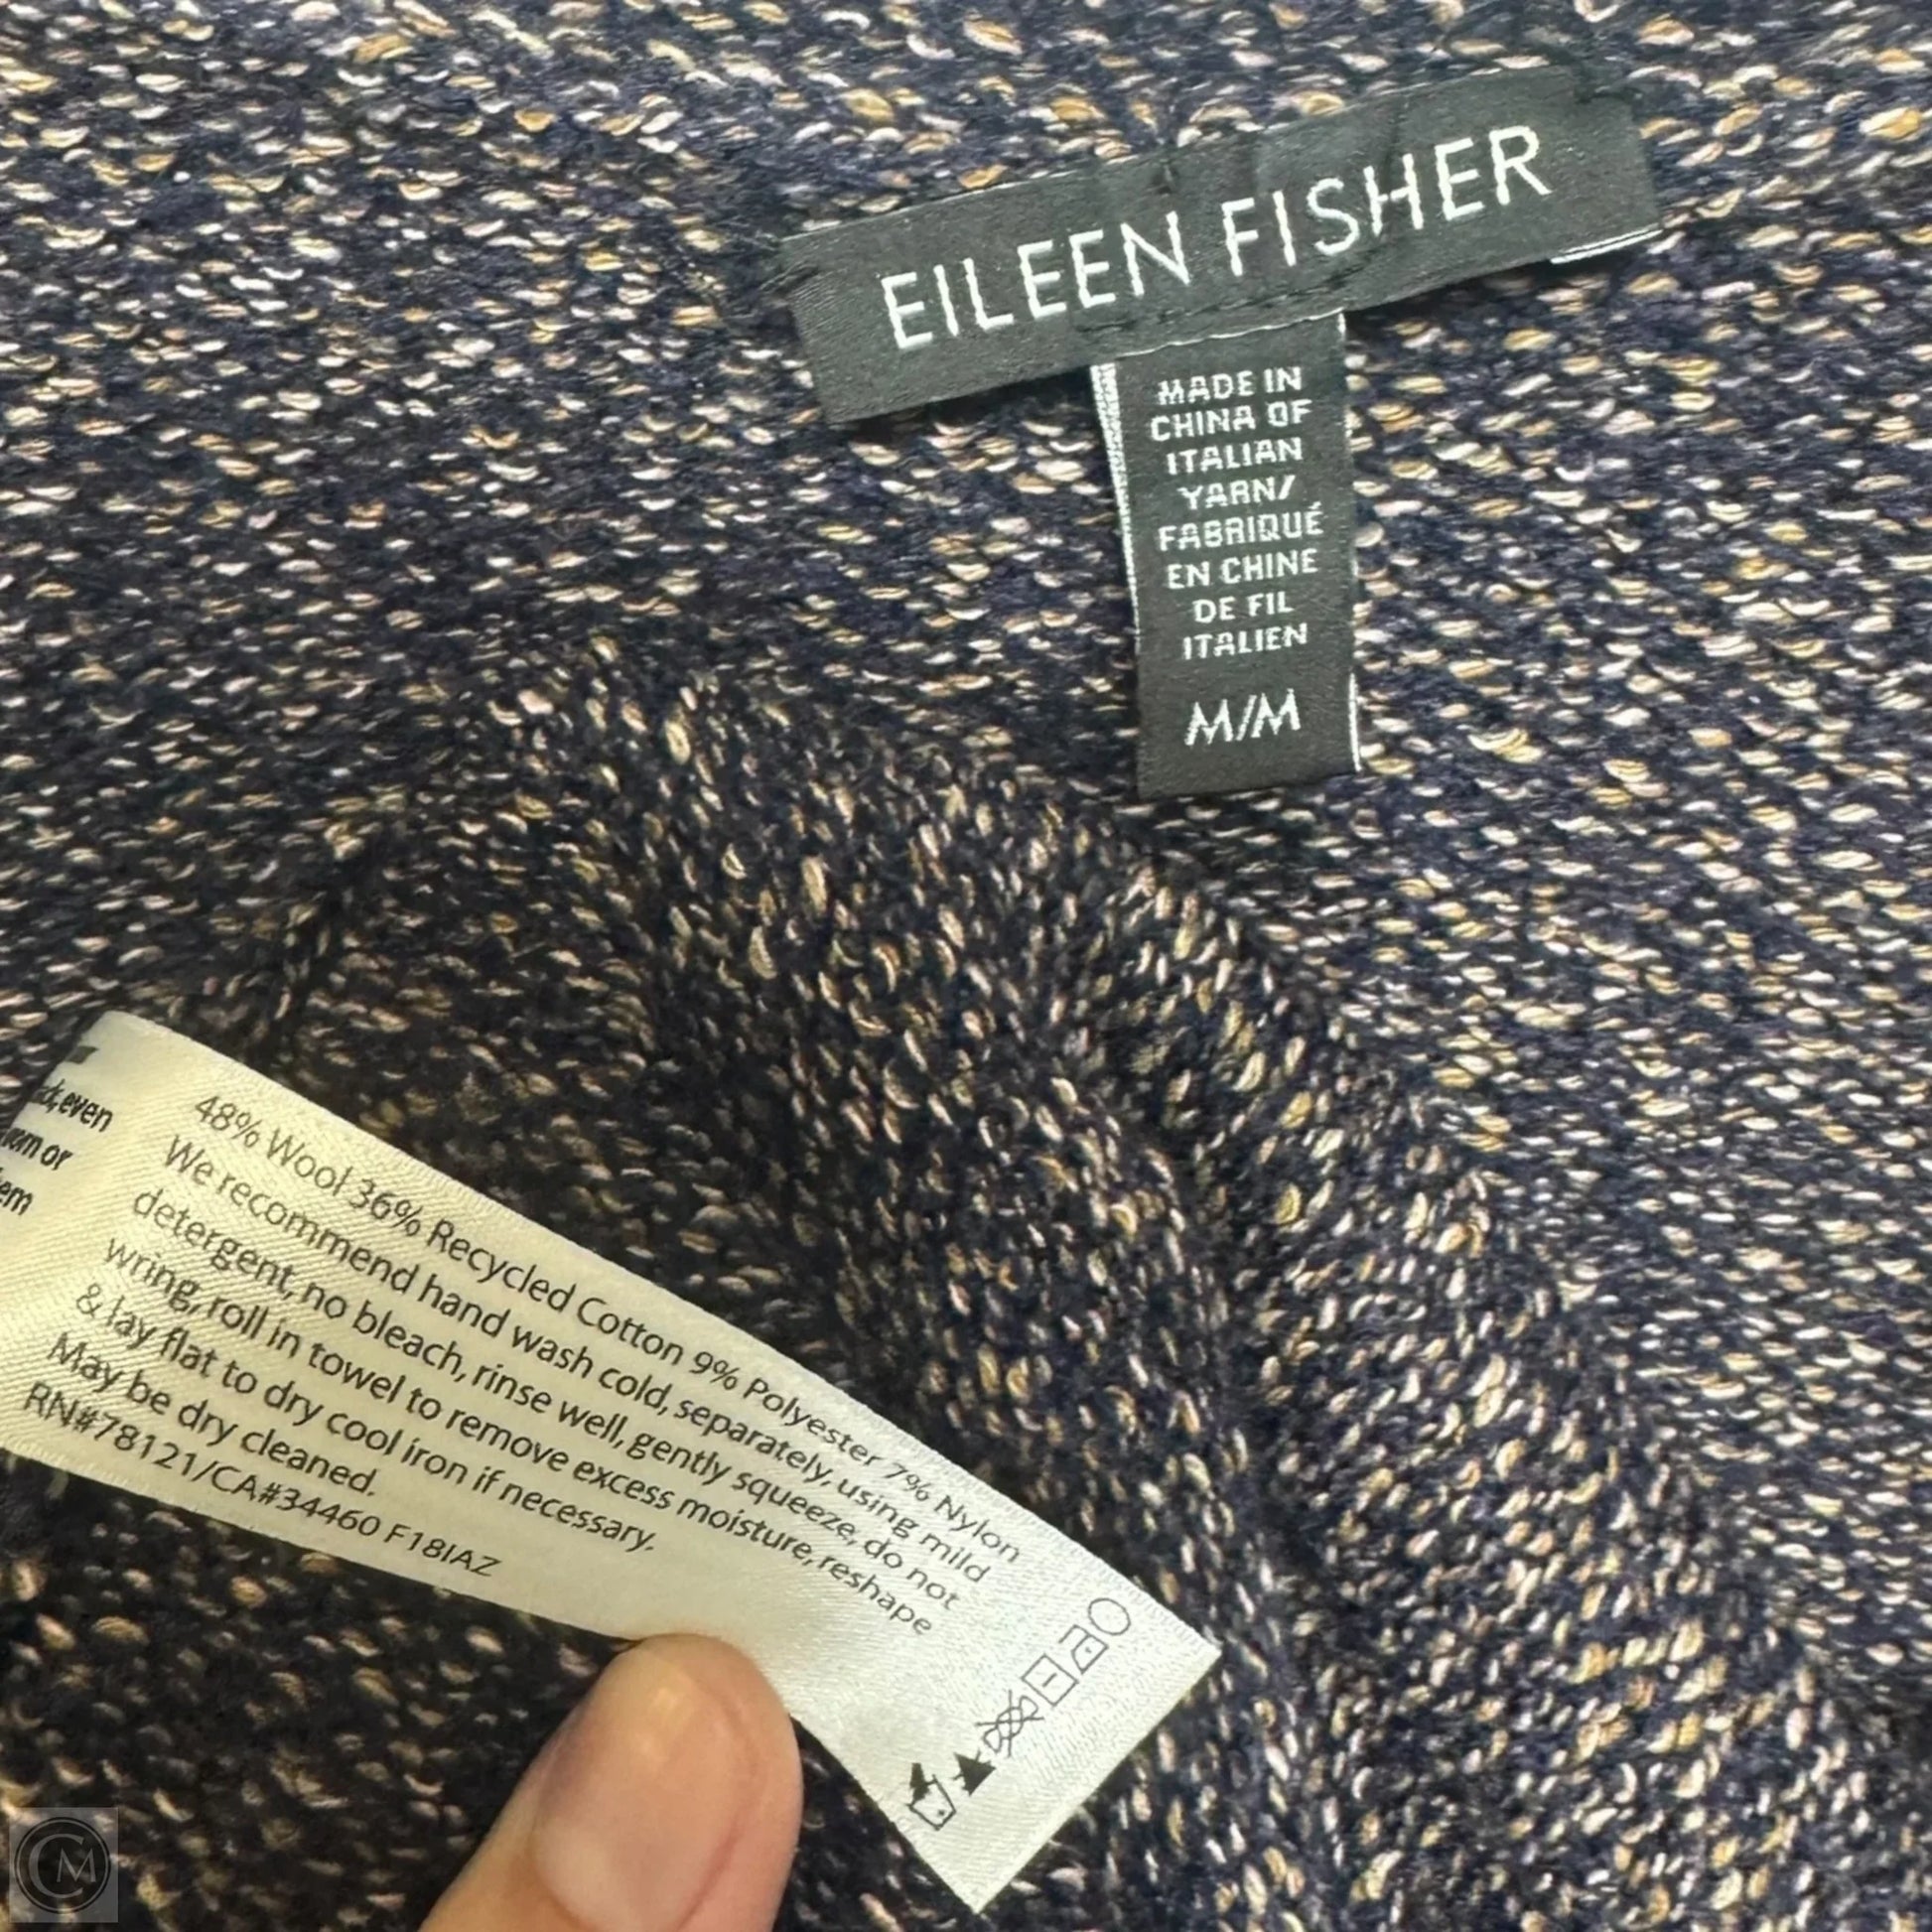 EILEEN FISHER
MADE IN
CHINA OF
ITALIAN
YARN/
FABRIQUÉ
EN CHINE
DE FIL
ITALIEN
M/M
even
or
48% Wool 36% Recycled Cotton 9% Polyester 7% Nylon
We recommend hand wash cold, separately, using mild
detergent, no bleach, rinse well, gently squeeze, do not
wring, roll in towel to remove excess moisture, reshape
& lay flat to dry cool iron if necessary.
May be dry cleaned.
RN#78121/CA#34460 F18IAZ
CM